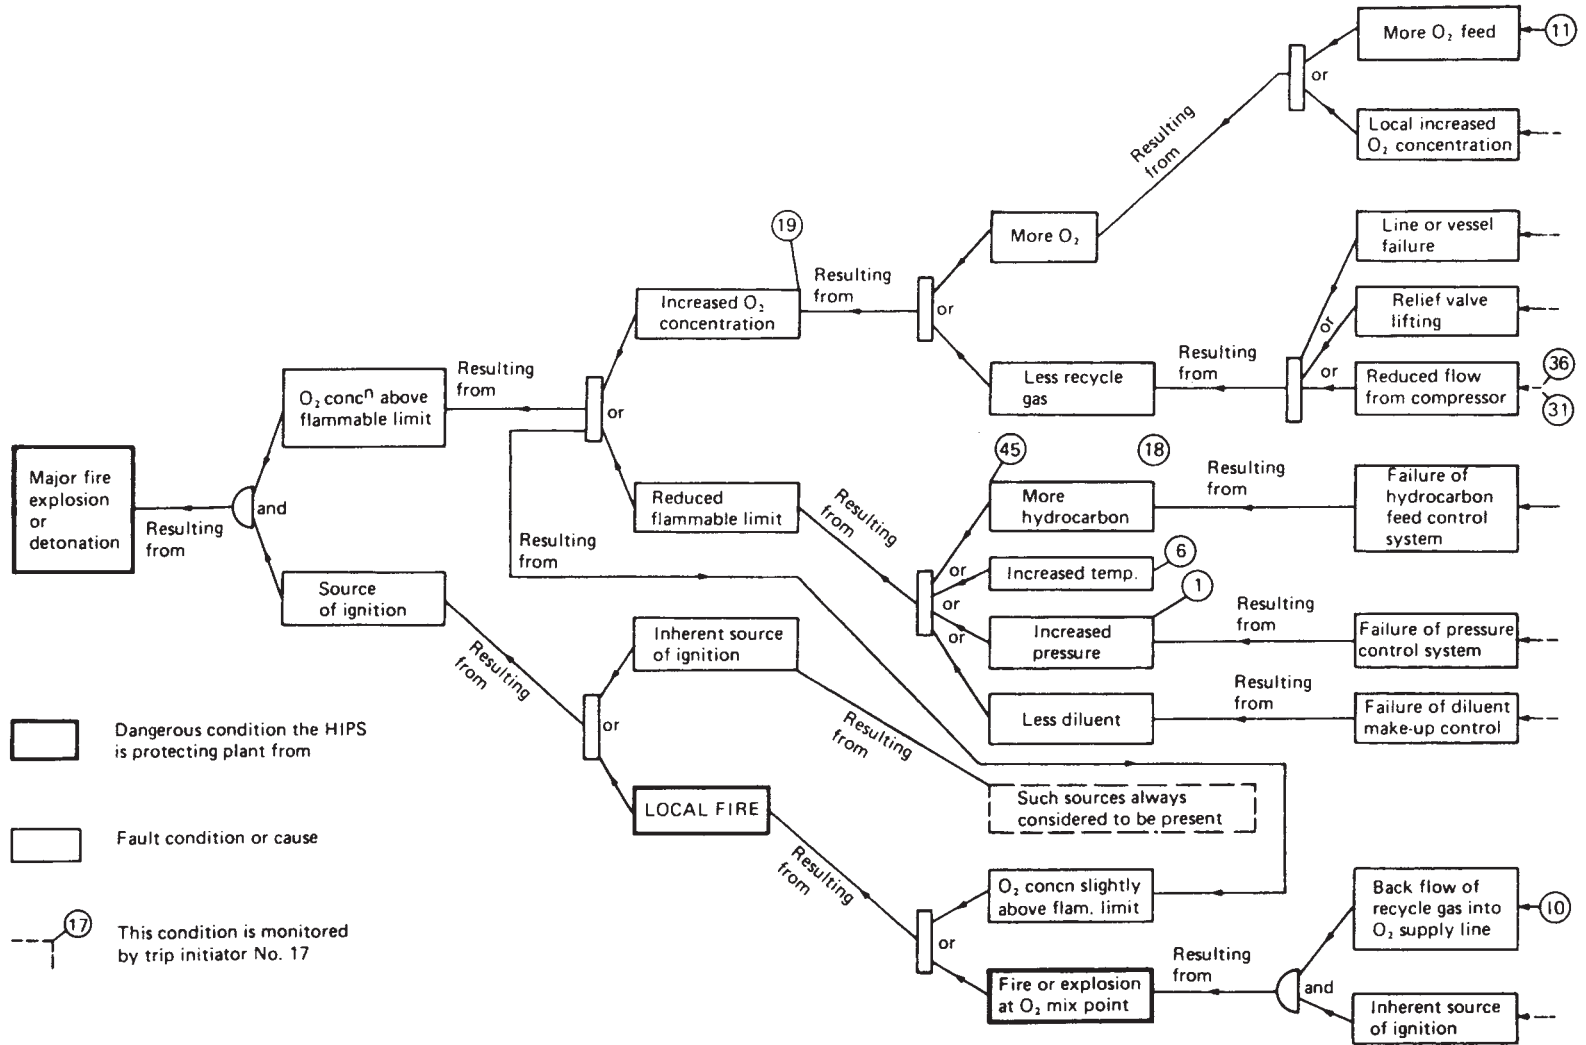 More O₂ feed
11
or
Local increased
O₂ concentration
Resulting
from
Line or vessel
failure
19
More O₂
Resulting
from
Increased O₂
concentration
or
Relief valve
lifting
or
Resulting
from
Less recycle
gas
or
Reduced flow
from compressor
36
31
Resulting
from
O₂ concⁿ above
flammable limit
or
45
18
Major fire
explosion
or
detonation
Resulting
from
and
Reduced
flammable limit
Resulting
from
More
hydrocarbon
Resulting
from
Failure of
hydrocarbon
feed control
system
Resulting
from
or
Increased temp.
6
or
1
Source
of ignition
Resulting
from
Inherent source
of ignition
or
Increased
pressure
Resulting
from
Failure of pressure
control system
or
Resulting
from
Less diluent
Resulting
from
Failure of diluent
make-up control
Such sources always
considered to be present
LOCAL FIRE
Resulting
from
O₂ concn slightly
above flam. limit
or
Back flow of
recycle gas into
O₂ supply line
10
Fire or explosion
at O₂ mix point
Resulting
from
and
Inherent source
of ignition
Dangerous condition the HIPS
is protecting plant from
Fault condition or cause
17
This condition is monitored
by trip initiator No. 17